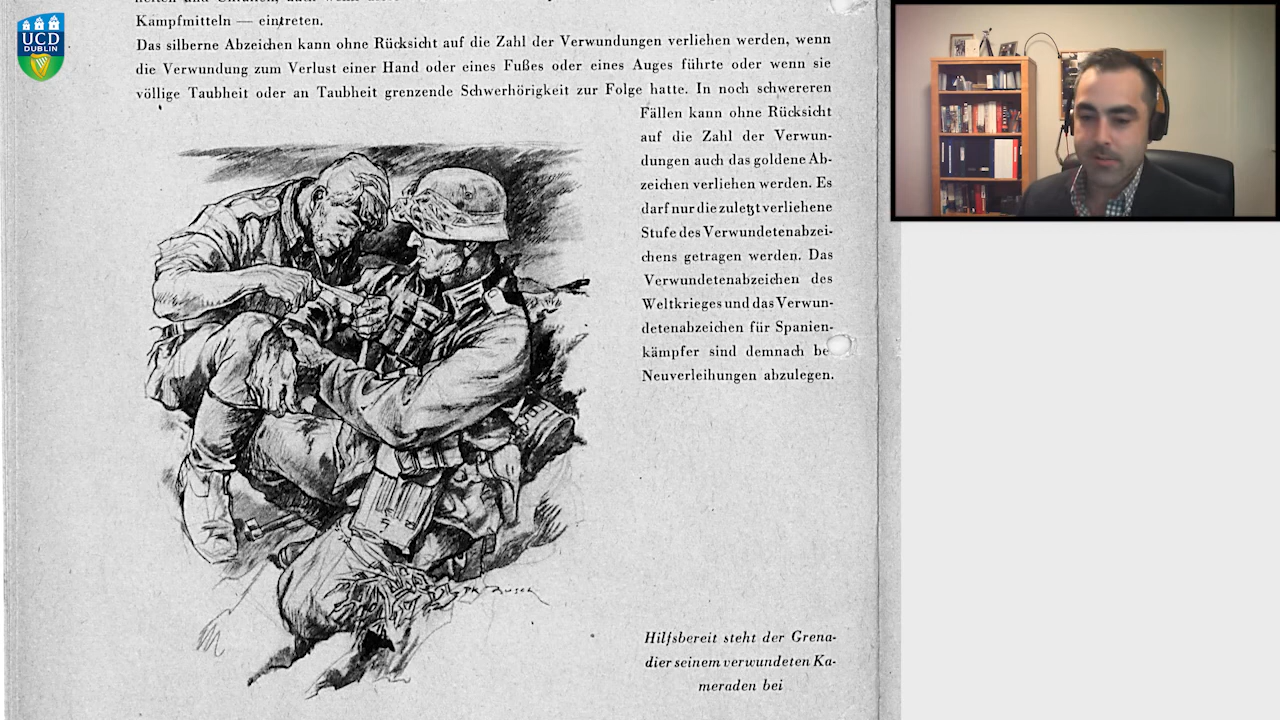 UCD
DUBLIN
Kampfmitteln — eintreten.
Das silberne Abzeichen kann ohne Rücksicht auf die Zahl der Verwundungen verliehen werden, wenn
die Verwundung zum Verlust einer Hand oder eines Fußes oder eines Auges führte oder wenn sie
völlige Taubheit oder an Taubheit grenzende Schwerhörigkeit zur Folge hatte. In noch schwereren
Fällen kann ohne Rücksicht
auf die Zahl der Verwun-
dungen auch das goldene Ab-
zeichen verliehen werden. Es
darf nur die zuletzt verliehene
Stufe des Verwundetenabzei-
chens getragen werden. Das
Verwundetenabzeichen des
Weltkrieges und das Verwun-
detenabzeichen für Spanien-
kämpfer sind demnach be
Neuverleihungen abzulegen.
Hilfsbereit steht der Grena-
dier seinem verwundeten Ka-
meraden bei